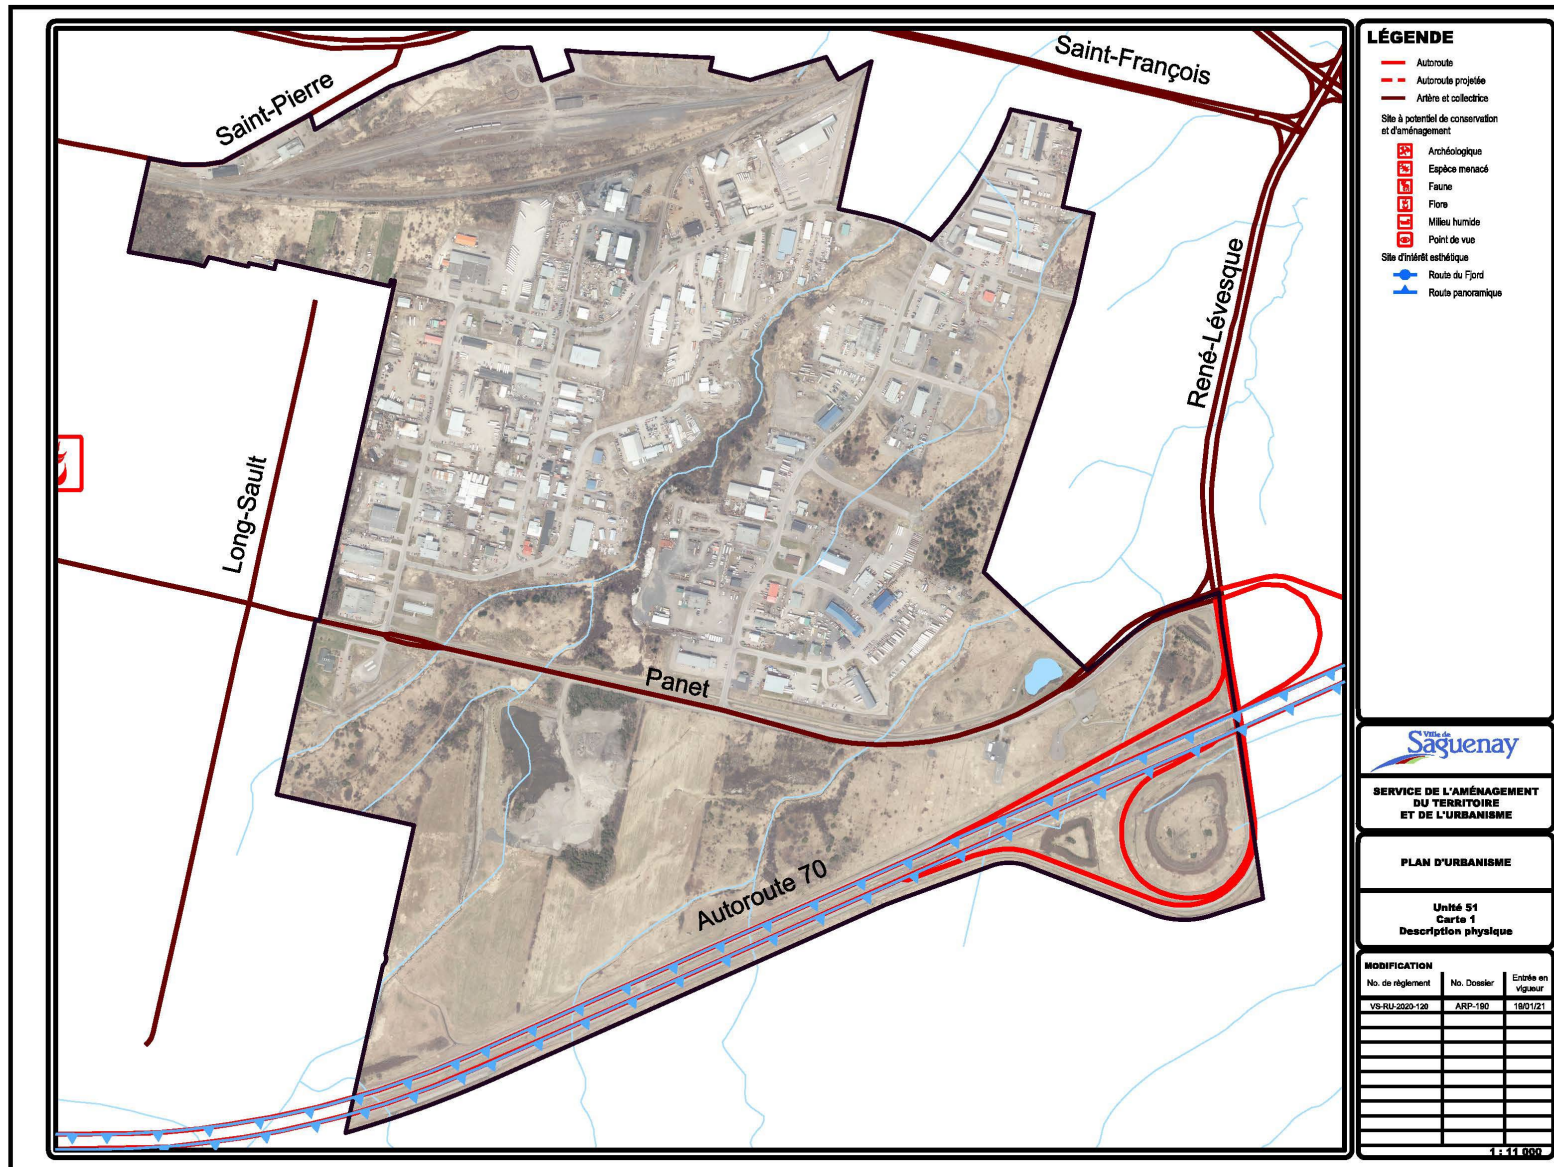 Saint-Pierre
Saint-François
René-Lévesque
Long-Sault
Panet
Autoroute 70
LÉGENDE
Autoroute
Autoroute projetée
Artère et collectrice
Site à potentiel de conservation
et d'aménagement
Archéologique
Espèce menacé
Faune
Flore
Milieu humide
Point de vue
Site d'intérêt esthétique
Route du Fjord
Route panoramique
Ville de
Saguenay
SERVICE DE L'AMÉNAGEMENT
DU TERRITOIRE
ET DE L'URBANISME
PLAN D'URBANISME
Unité 51
Carte 1
Description physique
MODIFICATION
No. de règlement No. Dossier Entrée en
vigueur
VS-RU-2020-120 ARP-190 19/01/21
1 : 11 000